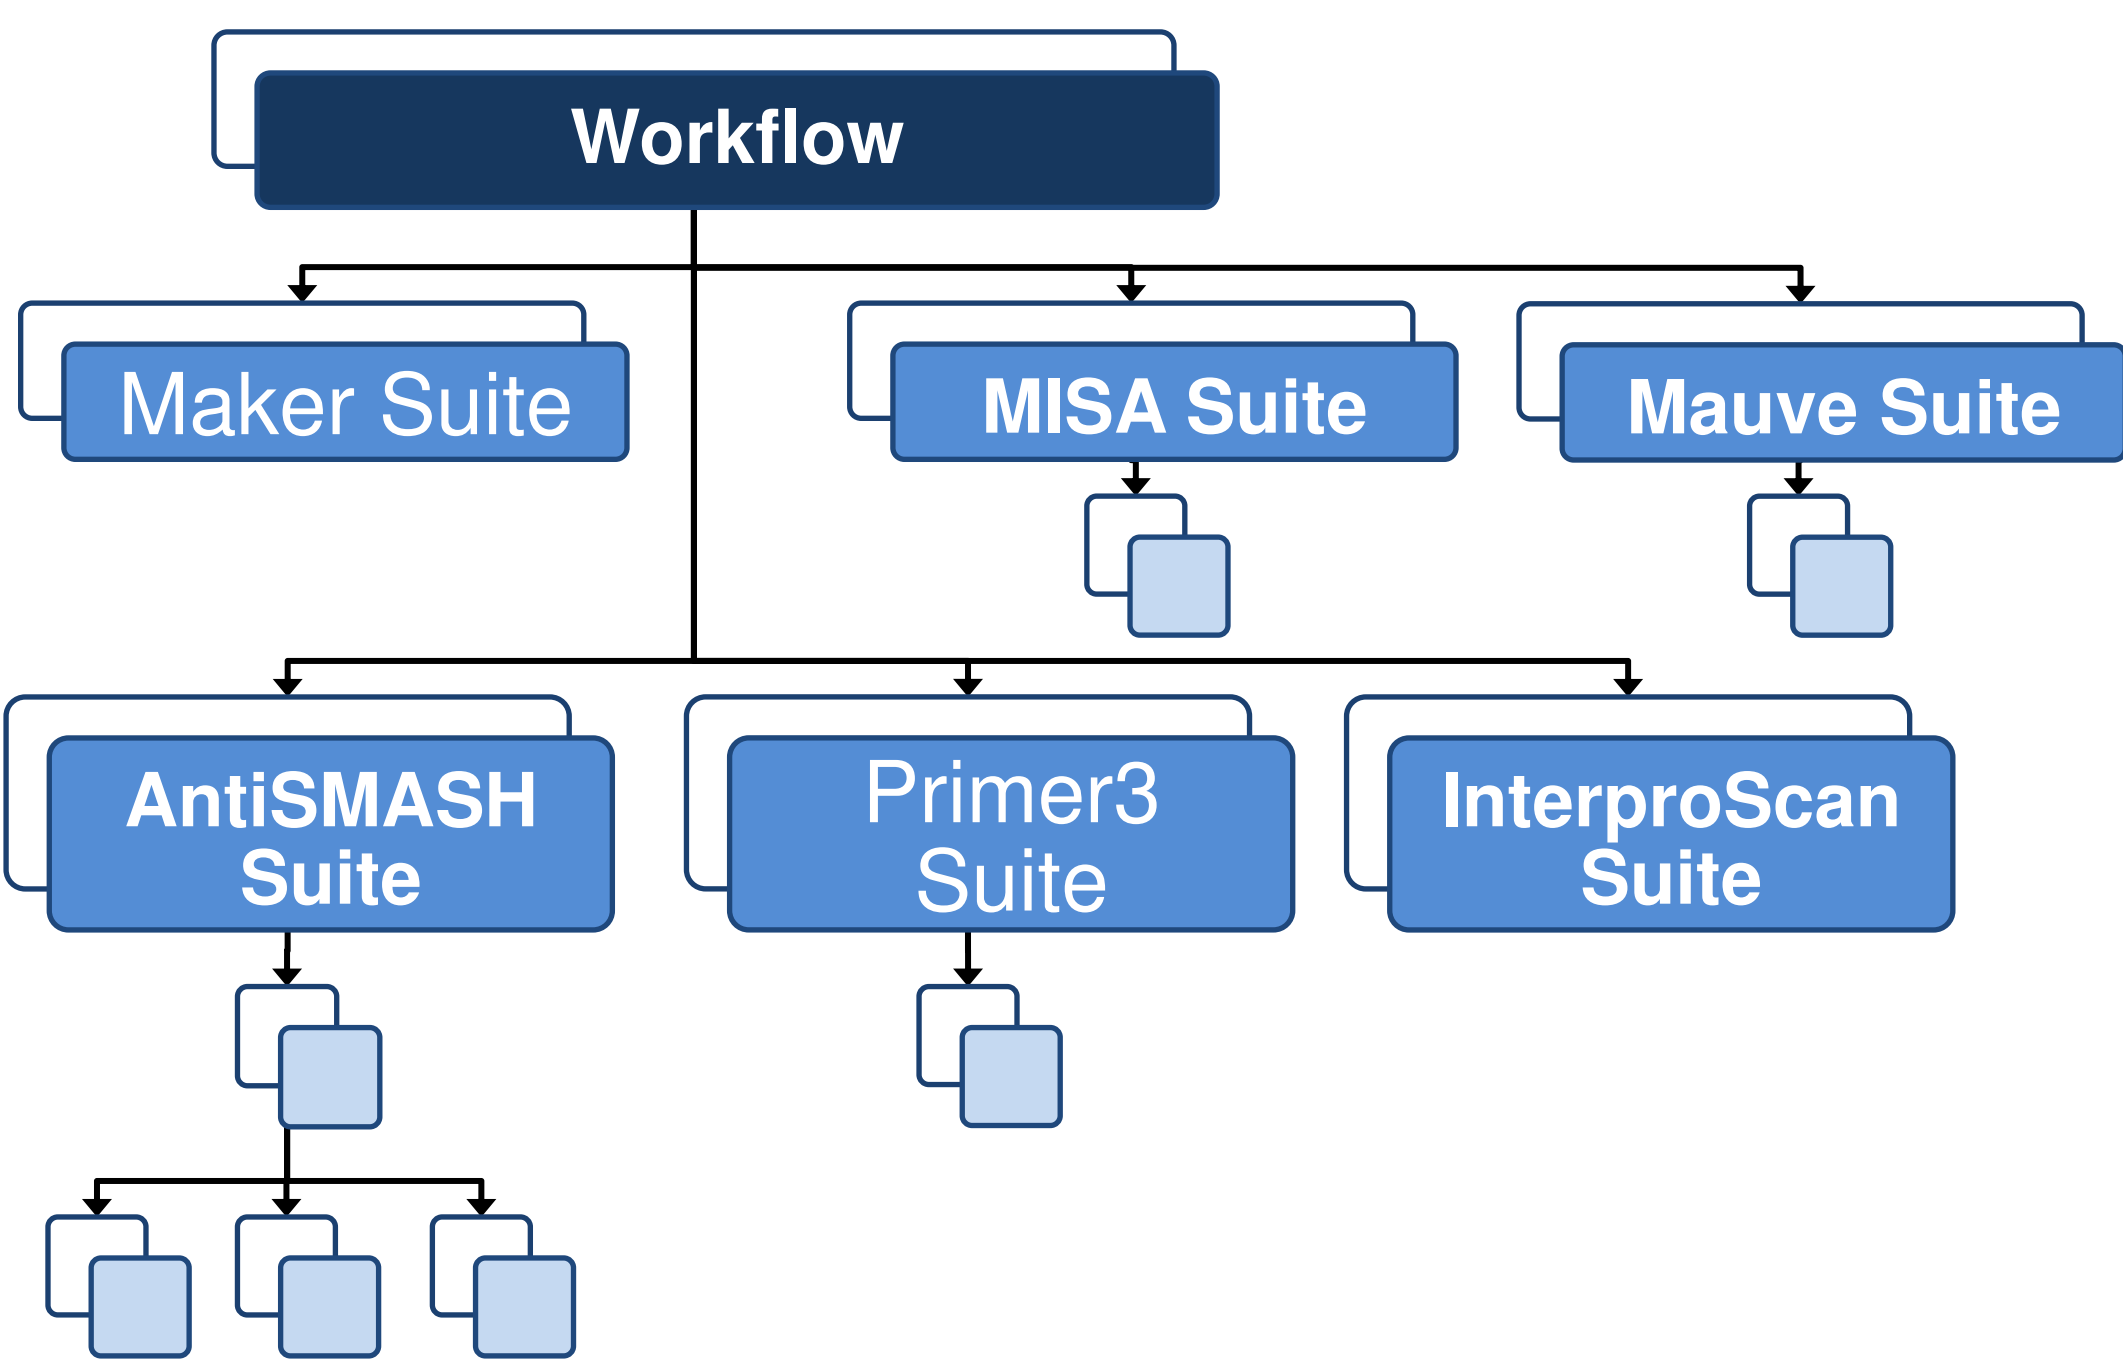 Workflow
Maker Suite
MISA Suite
Mauve Suite
AntiSMASH
Suite
Primer3
Suite
InterproScan
Suite